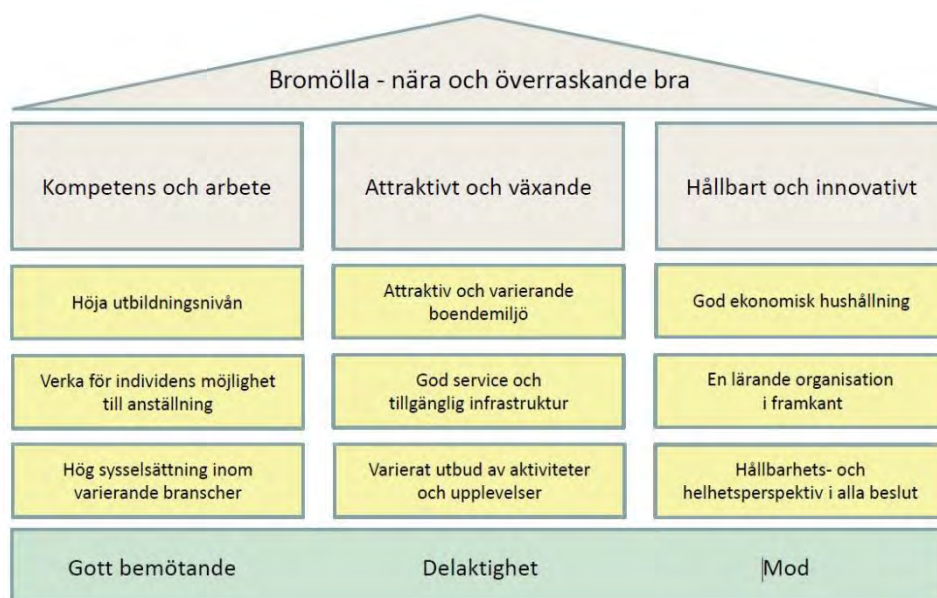 Bromölla - nära och överraskande bra
Kompetens och arbete
Attraktivt och växande
Hållbart och innovativt
Höja utbildningsnivån
Attraktiv och varierande
boendemiljö
God ekonomisk hushållning
Verka för individens möjlighet
till anställning
God service och
tillgänglig infrastruktur
En lärande organisation
i framkant
Hög sysselsättning inom
varierande branscher
Varierat utbud av aktiviteter
och upplevelser
Hållbarhets- och
helhetsperspektiv i alla beslut
Gott bemötande
Delaktighet
Mod